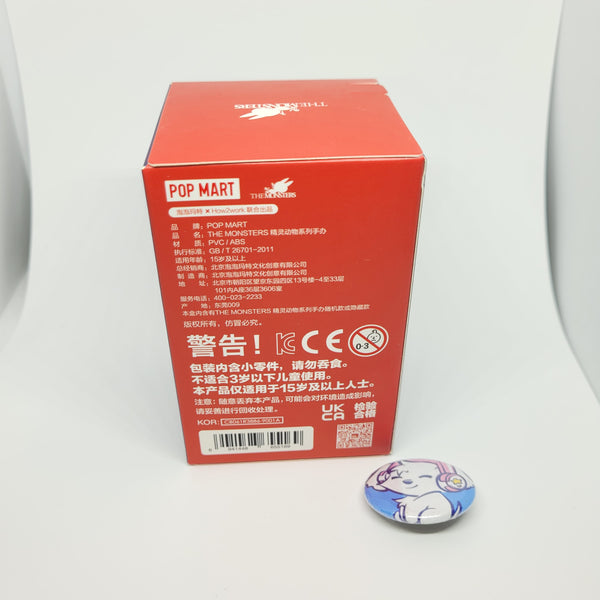 THE MONSTERS
POP MART
THE MONSTERS
泡泡玛特 × How2work 联合出品
品 牌: POP MART
品 名: THE MONSTERS 精灵动物系列手办
材 质: PVC / ABS
执行标准: GB / T 26701-2011
适用年龄: 15岁及以上
总经销商: 北京泡泡玛特文化创意有限公司
制 造 商: 北京泡泡玛特文化创意有限公司
地 址: 北京市朝阳区望京东园四区13号楼-4至33层
101内A座36层3606室
服务电话: 400-023-2233
产 地: 东莞009
本盒内含有THE MONSTERS 精灵动物系列手办随机款或隐藏款
版权所有，仿冒必究。
警告！ CE 0-3
包装内含小零件，请勿吞食。
不适合3岁以下儿童使用。
本产品仅适用于15岁及以上人士。
注意：随意丢弃本产品，可能会对环境造成影响，
请妥善进行回收处理。
UK CA
检验
合格
KOR: